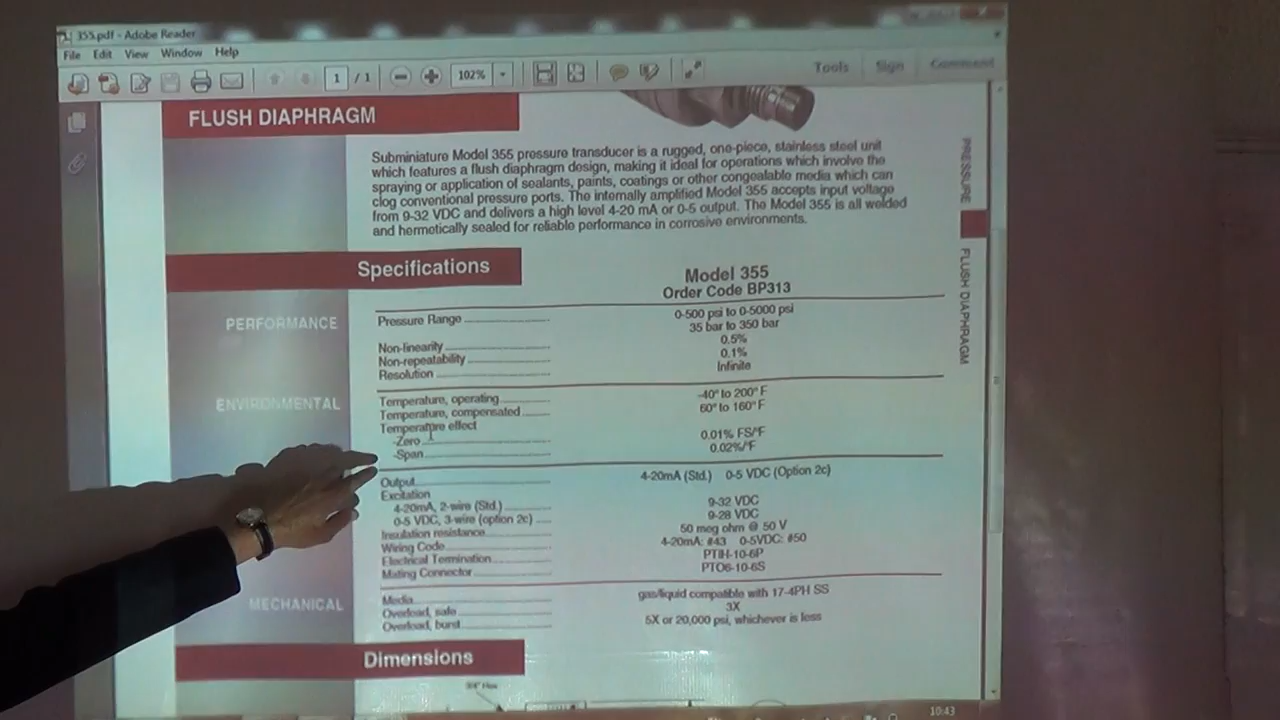 355.pdf - Adobe Reader
File Edit View Window Help
1 / 1 102% Tools Sign Comment
FLUSH DIAPHRAGM
Subminiature Model 355 pressure transducer is a rugged, one-piece, stainless steel unit
which features a flush diaphragm design, making it ideal for operations which involve the
spraying or application of sealants, paints, coatings or other congealable media which can
clog conventional pressure ports. The internally amplified Model 355 accepts input voltage
from 9-32 VDC and delivers a high level 4-20 mA or 0-5 output. The Model 355 is all welded
and hermetically sealed for reliable performance in corrosive environments.
PRESSURE
FLUSH DIAPHRAGM
Specifications
Model 355
Order Code BP313
PERFORMANCE
Pressure Range 0-500 psi to 0-5000 psi
35 bar to 350 bar
Non-linearity 0.5%
Non-repeatability 0.1%
Resolution Infinite
ENVIRONMENTAL
Temperature, operating -40° to 200° F
Temperature, compensated 60° to 160° F
Temperature effect
-Zero 0.01% FS/°F
-Span 0.02%/°F
Output 4-20mA (Std.) 0-5 VDC (Option 2c)
Excitation
4-20mA, 2-wire (Std.) 9-32 VDC
0-5 VDC, 3-wire (option 2c) 9-28 VDC
Insulation resistance 50 meg ohm @ 50 V
Wiring Code 4-20mA: #43 0-5VDC: #50
Electrical Termination PTIH-10-6P
Mating Connector PTO6-10-6S
MECHANICAL
Media gas/liquid compatible with 17-4PH SS
Overload, safe 3X
Overload, burst 5X or 20,000 psi, whichever is less
Dimensions
3/4" Hex
10:43